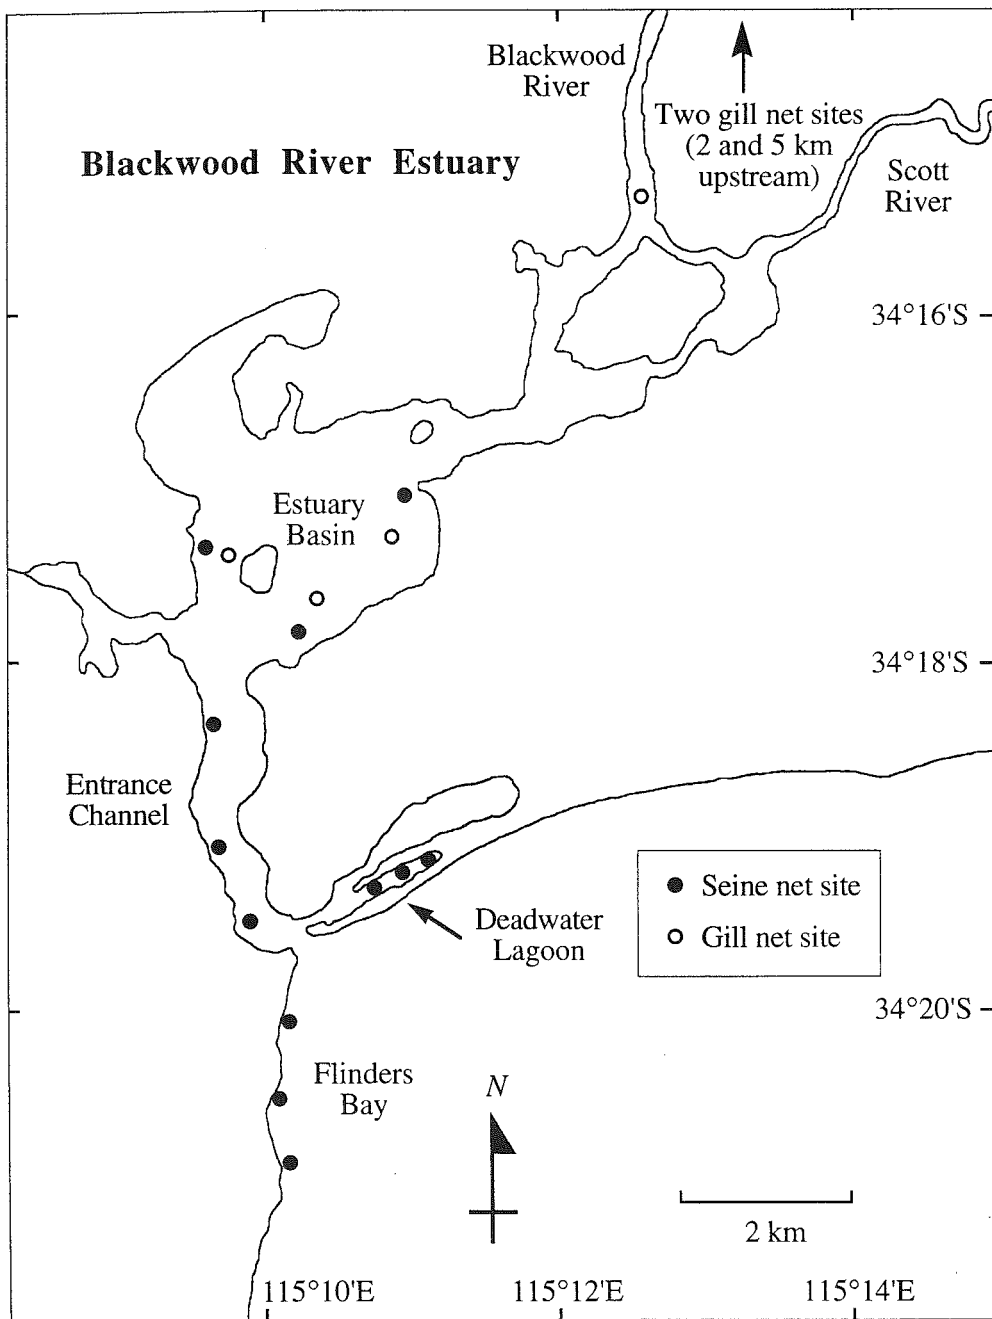 Blackwood
River
Two gill net sites
(2 and 5 km
upstream)
Scott
River
Blackwood River Estuary
34°16'S
Estuary
Basin
34°18'S
Entrance
Channel
Seine net site
Gill net site
Deadwater
Lagoon
34°20'S
Flinders
Bay
N
2 km
115°10'E
115°12'E
115°14'E